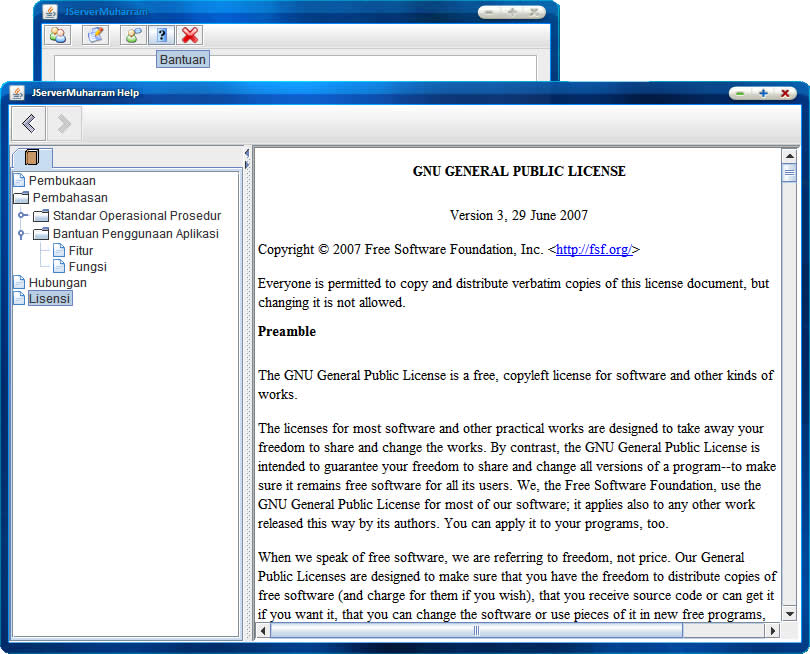 JServerMuharram
?
Bantuan
JServerMuharram Help
Pembukaan
Pembahasan
Standar Operasional Prosedur
Bantuan Penggunaan Aplikasi
Fitur
Fungsi
Hubungan
Lisensi
GNU GENERAL PUBLIC LICENSE
Version 3, 29 June 2007
Copyright © 2007 Free Software Foundation, Inc. <http://fsf.org/>
Everyone is permitted to copy and distribute verbatim copies of this license document, but
changing it is not allowed.
Preamble
The GNU General Public License is a free, copyleft license for software and other kinds of
works.
The licenses for most software and other practical works are designed to take away your
freedom to share and change the works. By contrast, the GNU General Public License is
intended to guarantee your freedom to share and change all versions of a program--to make
sure it remains free software for all its users. We, the Free Software Foundation, use the
GNU General Public License for most of our software; it applies also to any other work
released this way by its authors. You can apply it to your programs, too.
When we speak of free software, we are referring to freedom, not price. Our General
Public Licenses are designed to make sure that you have the freedom to distribute copies of
free software (and charge for them if you wish), that you receive source code or can get it
if you want it, that you can change the software or use pieces of it in new free programs,